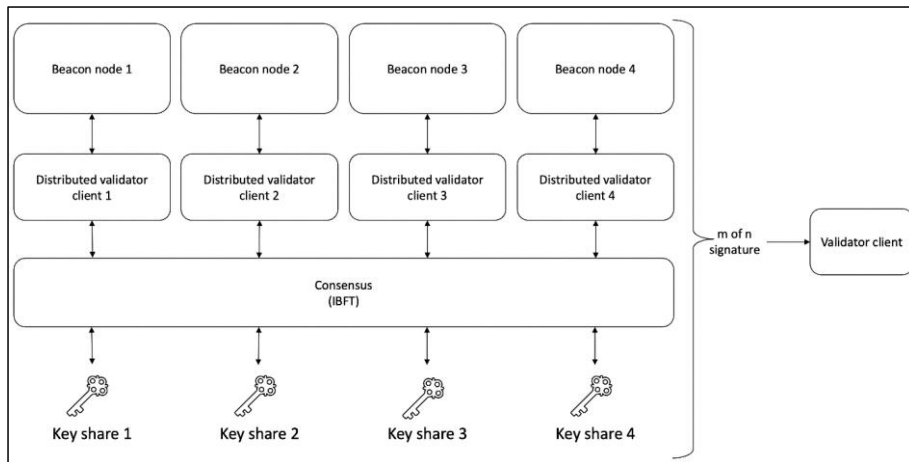 Beacon node 1
Beacon node 2
Beacon node 3
Beacon node 4
Distributed validator
client 1
Distributed validator
client 2
Distributed validator
client 3
Distributed validator
client 4
m of n
signature
Validator client
Consensus
(IBFT)
Key share 1
Key share 2
Key share 3
Key share 4